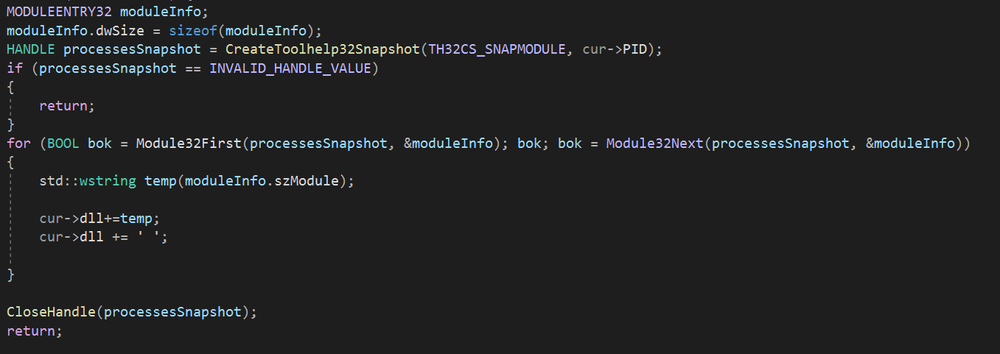 MODULEENTRY32 moduleInfo;
moduleInfo.dwSize = sizeof(moduleInfo);
HANDLE processesSnapshot = CreateToolhelp32Snapshot(TH32CS_SNAPMODULE, cur->PID);
if (processesSnapshot == INVALID_HANDLE_VALUE)
{
    return;
}
for (BOOL bok = Module32First(processesSnapshot, &moduleInfo); bok; bok = Module32Next(processesSnapshot, &moduleInfo))
{
    std::wstring temp(moduleInfo.szModule);
    cur->dll+=temp;
    cur->dll += ' ';
}
CloseHandle(processesSnapshot);
return;